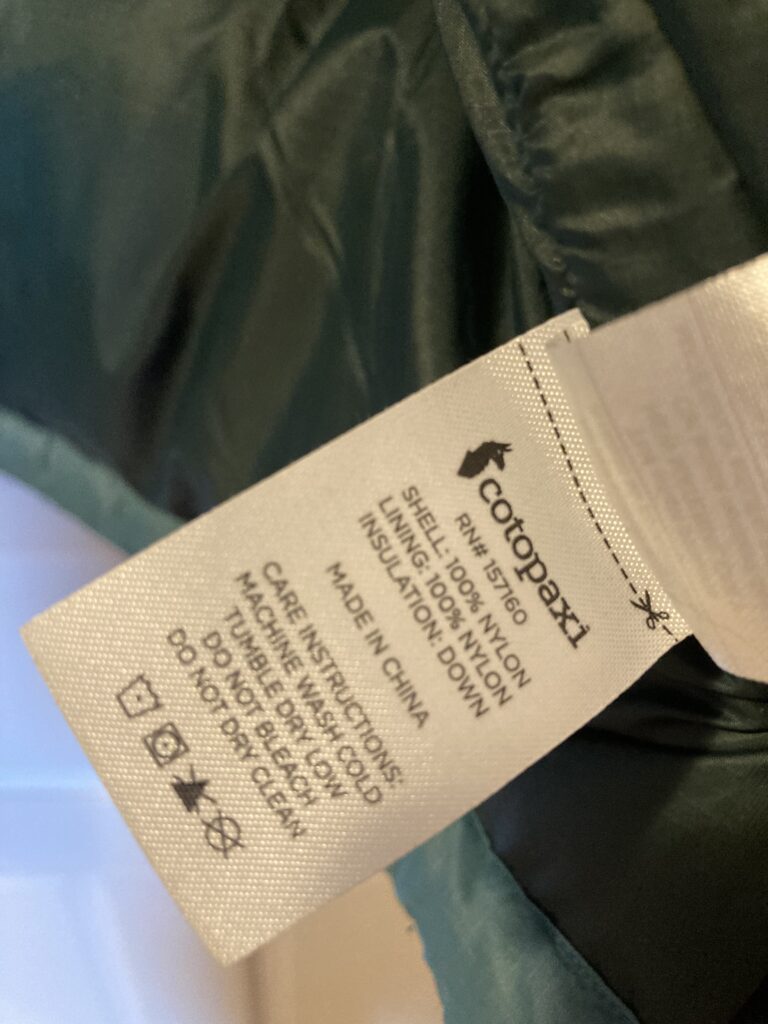 cotopaxi
RN# 157160
SHELL: 100% NYLON
LINING: 100% NYLON
INSULATION: DOWN
MADE IN CHINA
CARE INSTRUCTIONS:
MACHINE WASH COLD
TUMBLE DRY LOW
DO NOT BLEACH
DO NOT DRY CLEAN